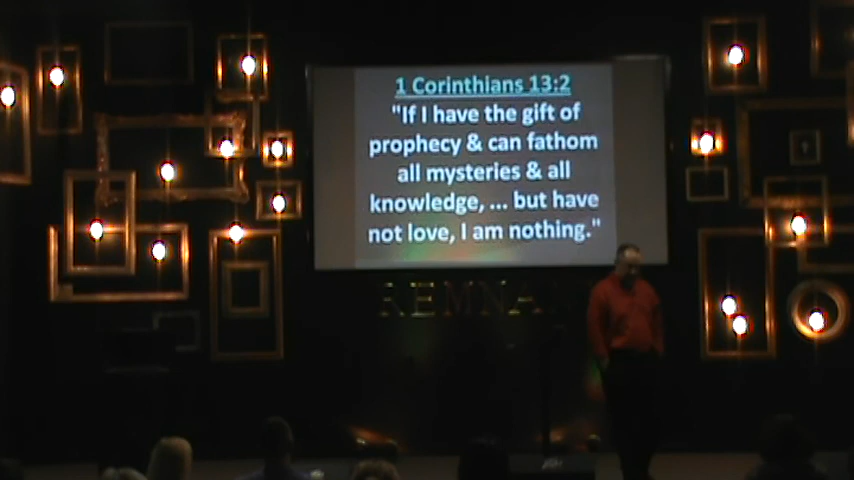 1 Corinthians 13:2
"If I have the gift of
prophecy & can fathom
all mysteries & all
knowledge, ... but have
not love, I am nothing."
REMNA